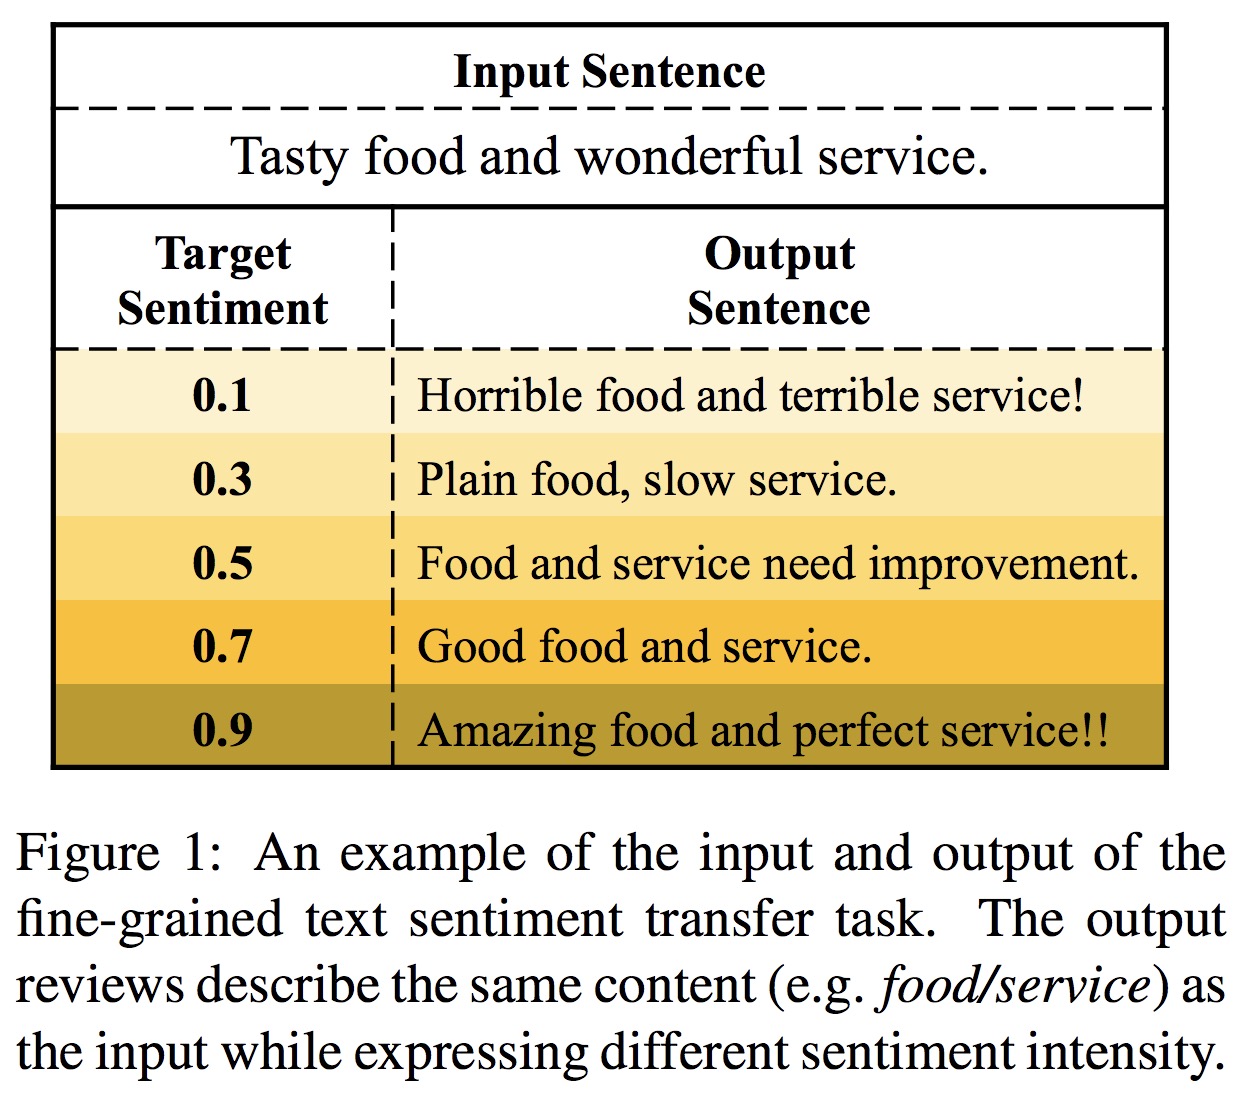 Input Sentence
Tasty food and wonderful service.
Target
Sentiment
Output
Sentence
0.1 Horrible food and terrible service!
0.3 Plain food, slow service.
0.5 Food and service need improvement.
0.7 Good food and service.
0.9 Amazing food and perfect service!!
Figure 1: An example of the input and output of the
fine-grained text sentiment transfer task. The output
reviews describe the same content (e.g. food/service) as
the input while expressing different sentiment intensity.